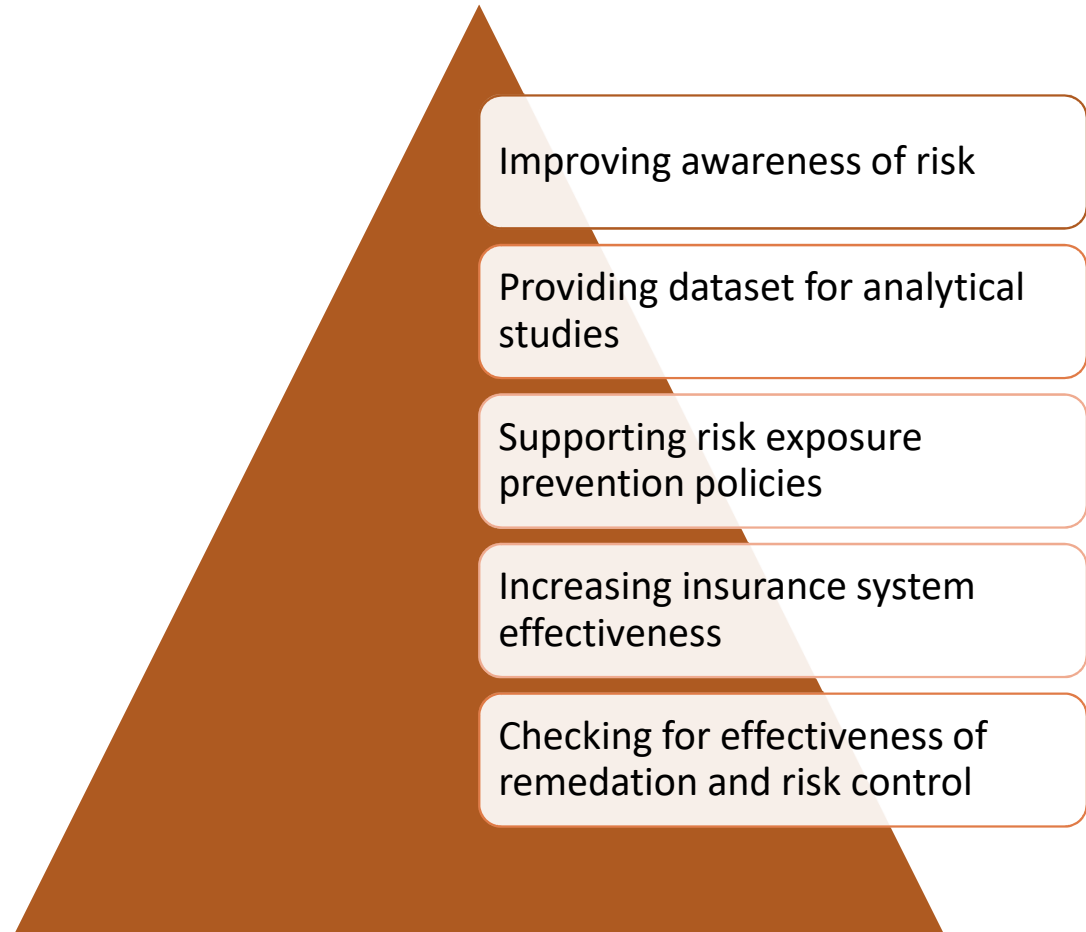 Improving awareness of risk
Providing dataset for analytical
studies
Supporting risk exposure
prevention policies
Increasing insurance system
effectiveness
Checking for effectiveness of
remedation and risk control